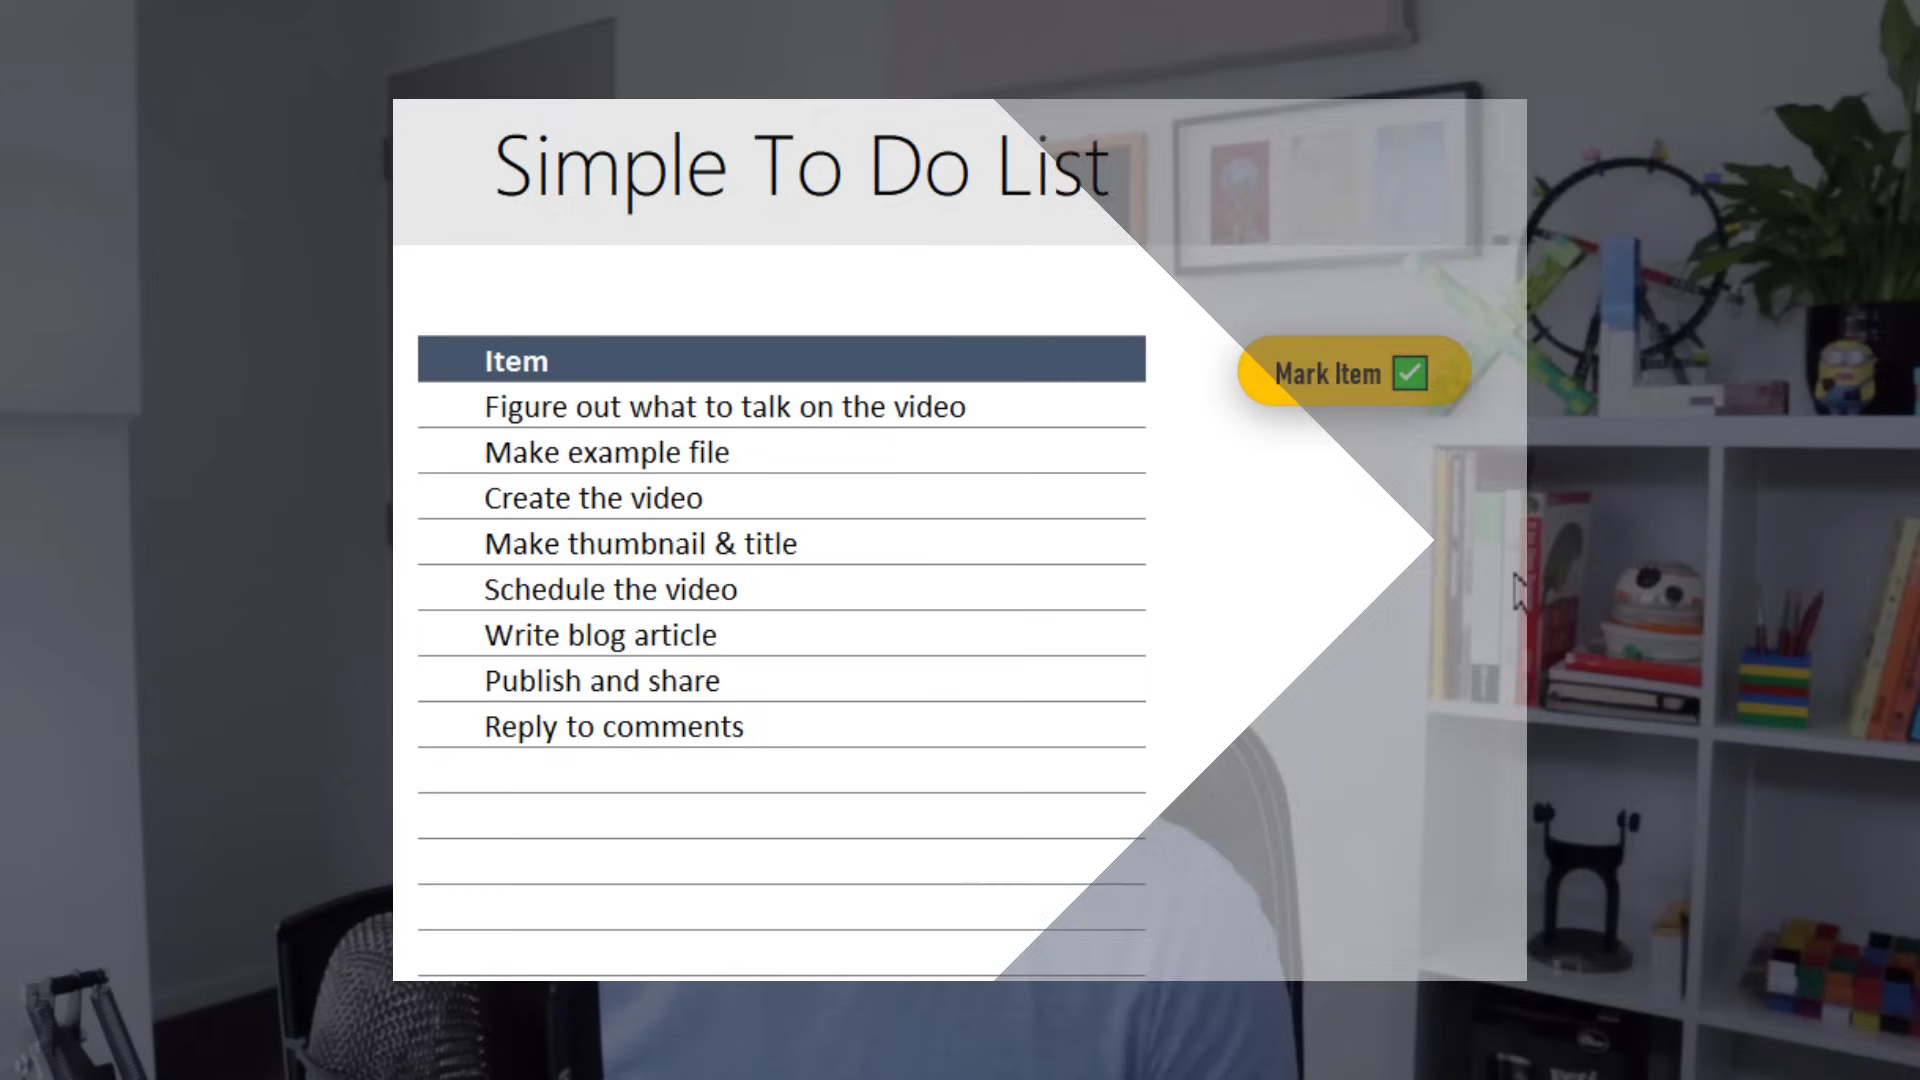 Simple To Do List
Item
Mark Item
Figure out what to talk on the video
Make example file
Create the video
Make thumbnail & title
Schedule the video
Write blog article
Publish and share
Reply to comments